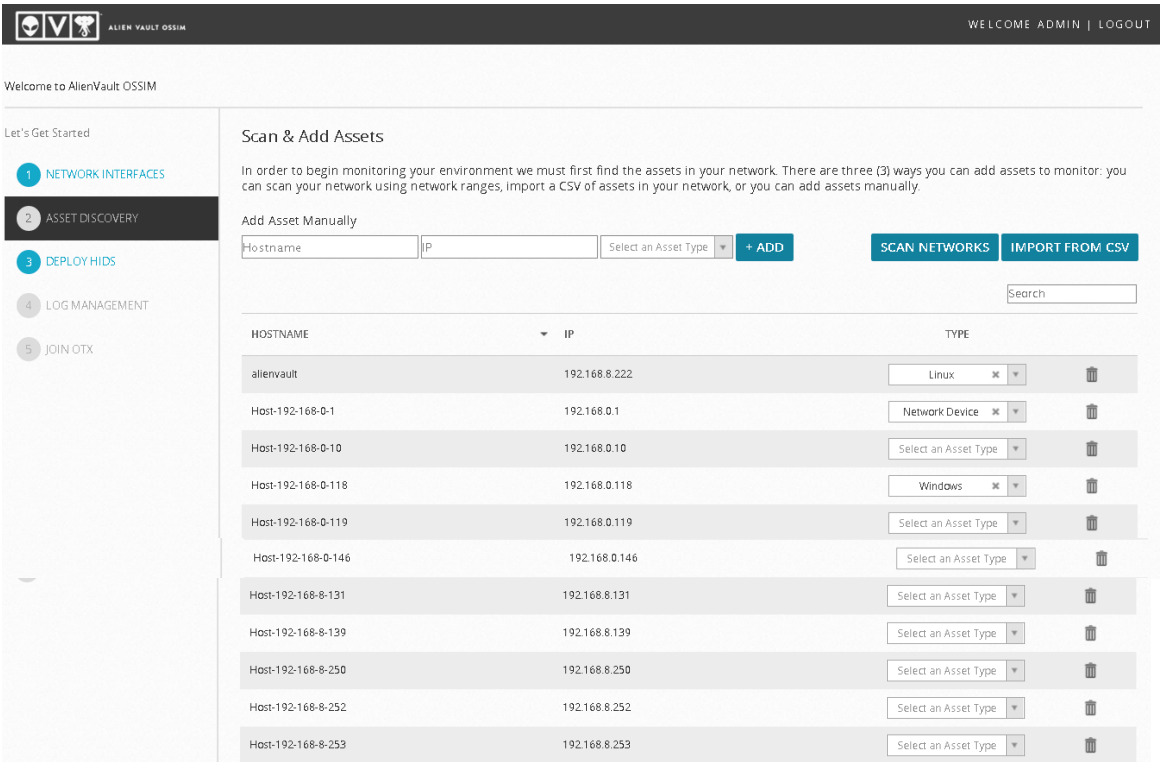 OVT ALIEN VAULT OSSIM WELCOME ADMIN | LOGOUT
Welcome to AlienVault OSSIM
Let's Get Started
1 NETWORK INTERFACES
2 ASSET DISCOVERY
3 DEPLOY HIDS
4 LOG MANAGEMENT
5 JOIN OTX
Scan & Add Assets
In order to begin monitoring your environment we must first find the assets in your network. There are three (3) ways you can add assets to monitor: you
can scan your network using network ranges, import a CSV of assets in your network, or you can add assets manually.
Add Asset Manually
Hostname IP Select an Asset Type + ADD SCAN NETWORKS IMPORT FROM CSV
Search
HOSTNAME IP TYPE
alienvault 192.168.8.222 Linux
Host-192-168-0-1 192.168.0.1 Network Device
Host-192-168-0-10 192.168.0.10 Select an Asset Type
Host-192-168-0-118 192.168.0.118 Windows
Host-192-168-0-119 192.168.0.119 Select an Asset Type
Host-192-168-0-146 192.168.0.146 Select an Asset Type
Host-192-168-8-131 192.168.8.131 Select an Asset Type
Host-192-168-8-139 192.168.8.139 Select an Asset Type
Host-192-168-8-250 192.168.8.250 Select an Asset Type
Host-192-168-8-252 192.168.8.252 Select an Asset Type
Host-192-168-8-253 192.168.8.253 Select an Asset Type